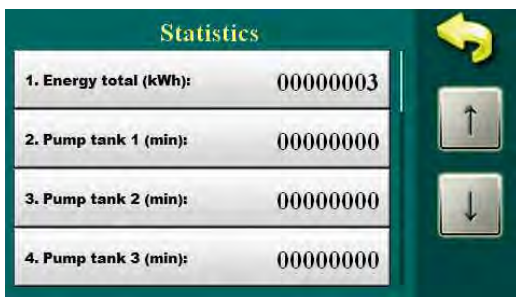 Statistics
1. Energy total (kWh): 00000003
2. Pump tank 1 (min): 00000000
3. Pump tank 2 (min): 00000000
4. Pump tank 3 (min): 00000000